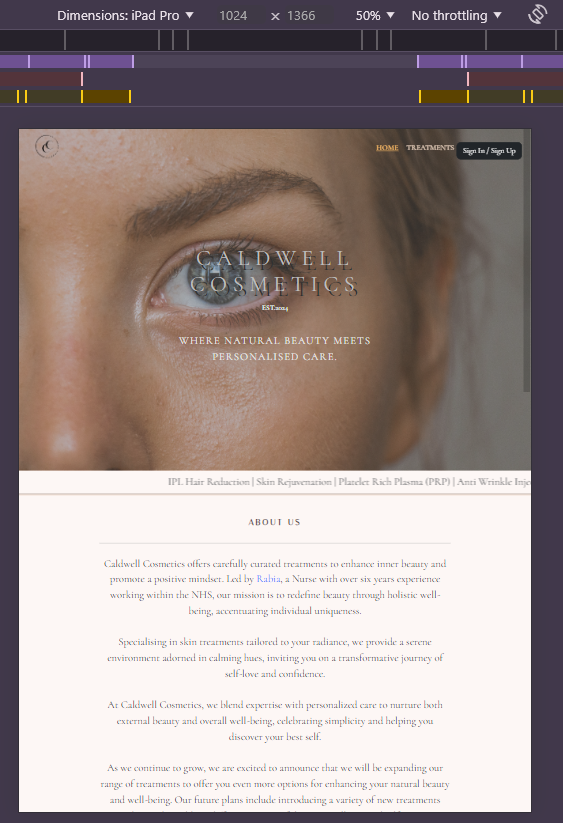 Dimensions: iPad Pro ▼ 1024 × 1366 50% ▼ No throttling ▼
HOME TREATMENTS Sign In / Sign Up
CALDWELL
COSMETICS
EST.2024
WHERE NATURAL BEAUTY MEETS
PERSONALISED CARE.
IPL Hair Reduction | Skin Rejuvenation | Platelet Rich Plasma (PRP) | Anti Wrinkle Inje
ABOUT US
Caldwell Cosmetics offers carefully curated treatments to enhance inner beauty and
promote a positive mindset. Led by Rabia, a Nurse with over six years experience
working within the NHS, our mission is to redefine beauty through holistic well-
being, accentuating individual uniqueness.
Specialising in skin treatments tailored to your radiance, we provide a serene
environment adorned in calming hues, inviting you on a transformative journey of
self-love and confidence.
At Caldwell Cosmetics, we blend expertise with personalized care to nurture both
external beauty and overall well-being, celebrating simplicity and helping you
discover your best self.
As we continue to grow, we are excited to announce that we will be expanding our
range of treatments to offer you even more options for enhancing your natural beauty
and well-being. Our future plans include introducing a variety of new treatments